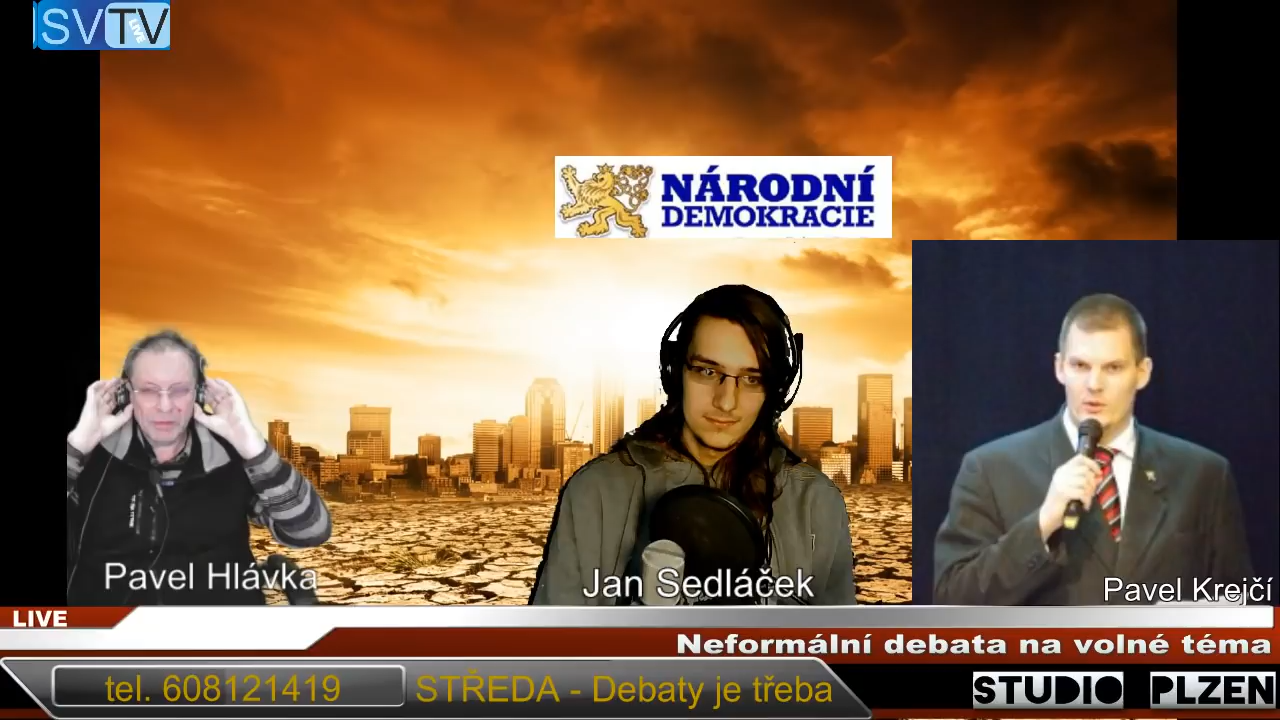 SVTV
LIVE
NÁRODNÍ
DEMOKRACIE
Pavel Hlávka
Jan Sedláček
Pavel Krejčí
LIVE
Neformální debata na volné téma
tel. 608121419
STŘEDA - Debaty je třeba
STUDIO PLZEN